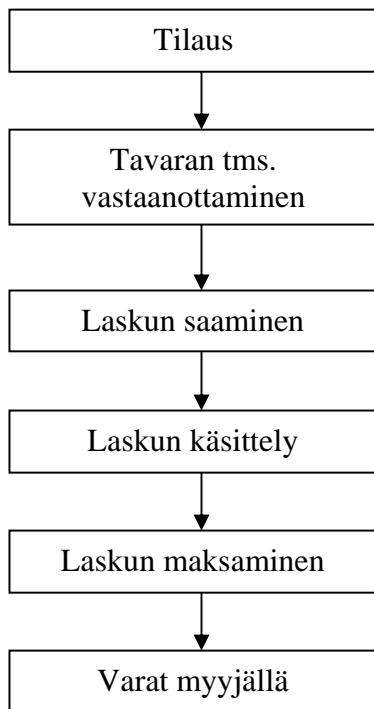 Tilaus
Tavaran tms.
vastaanottaminen
Laskun saaminen
Laskun käsittely
Laskun maksaminen
Varat myyjällä